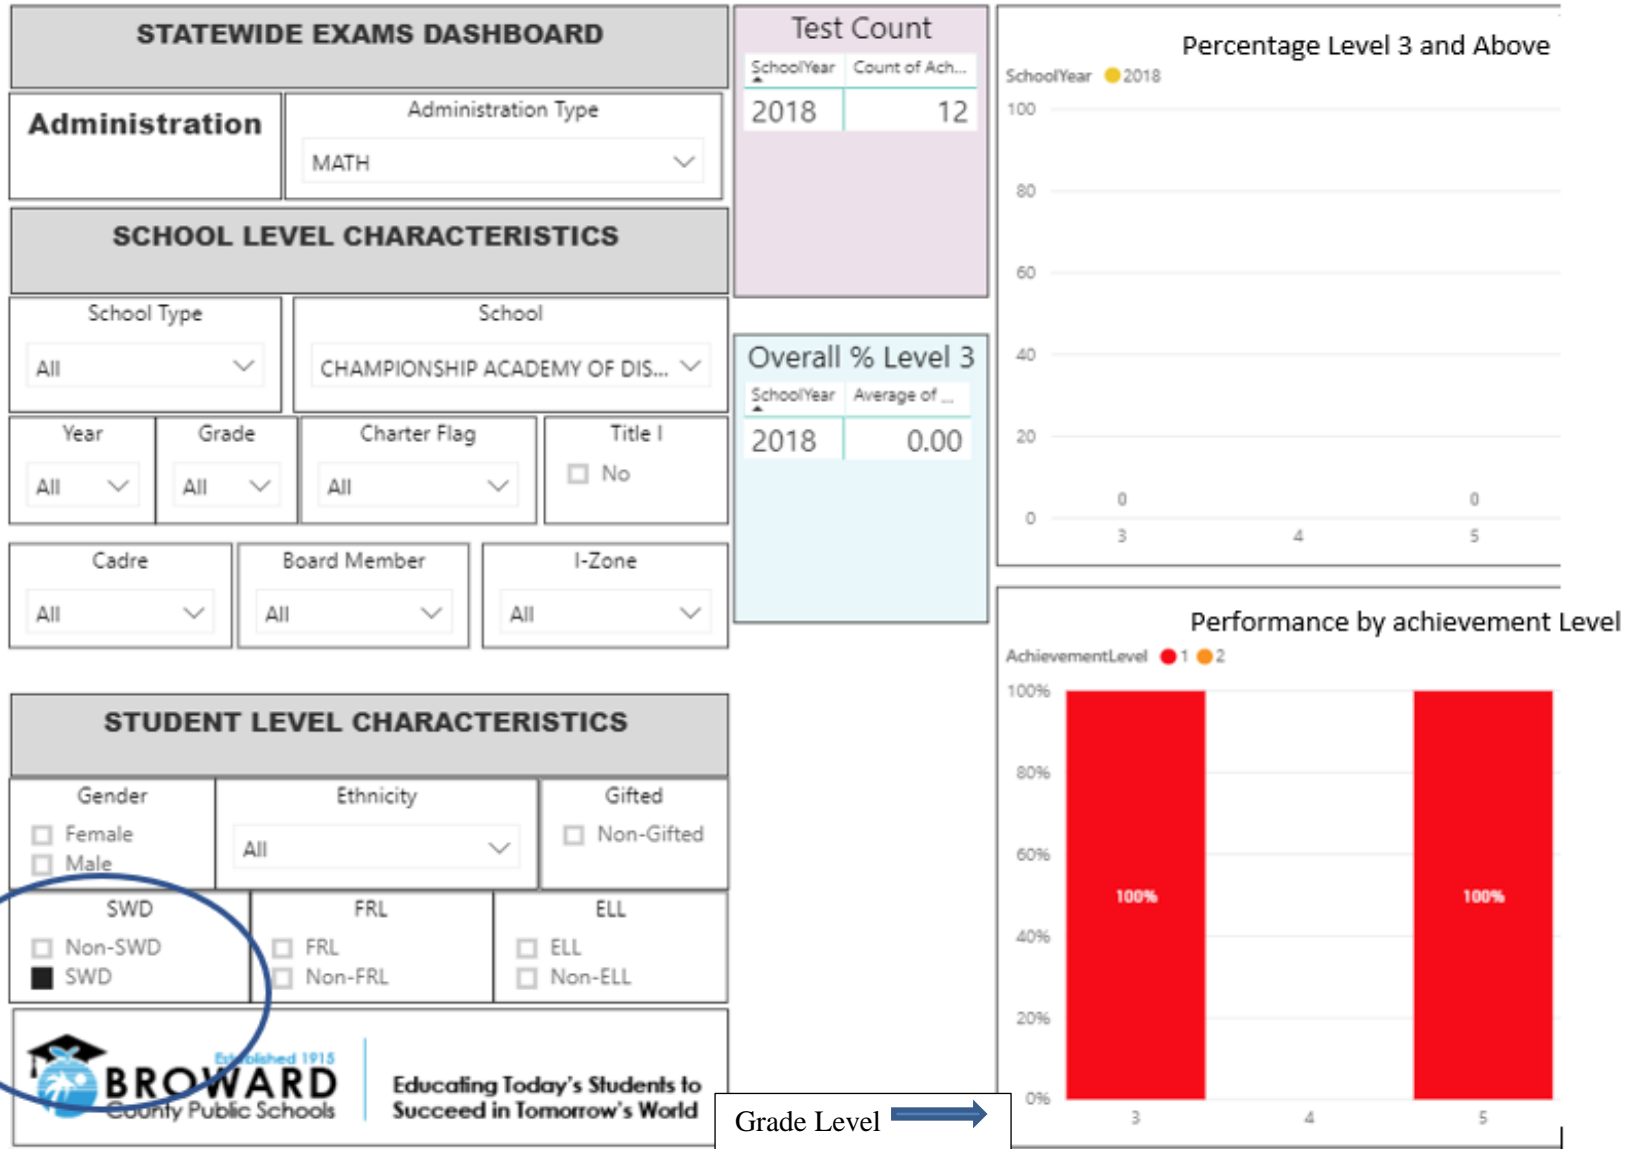 STATEWIDE EXAMS DASHBOARD
Administration
Administration Type
MATH
SCHOOL LEVEL CHARACTERISTICS
School Type
All
School
CHAMPIONSHIP ACADEMY OF DIS...
Year
All
Grade
All
Charter Flag
All
Title I
No
Cadre
All
Board Member
All
I-Zone
All
STUDENT LEVEL CHARACTERISTICS
Gender
Female
Male
Ethnicity
All
Gifted
Non-Gifted
SWD
Non-SWD
SWD
FRL
FRL
Non-FRL
ELL
ELL
Non-ELL
Established 1915
BROWARD
County Public Schools
Educating Today's Students to
Succeed in Tomorrow's World
Test Count
SchoolYear Count of Ach...
2018 12
Overall % Level 3
SchoolYear Average of ...
2018 0.00
Percentage Level 3 and Above
SchoolYear 2018
100
80
60
40
20
0
0 0
3 4 5
Performance by achievement Level
AchievementLevel 1 2
100%
80%
60%
40%
20%
0%
100% 100%
3 4 5
Grade Level